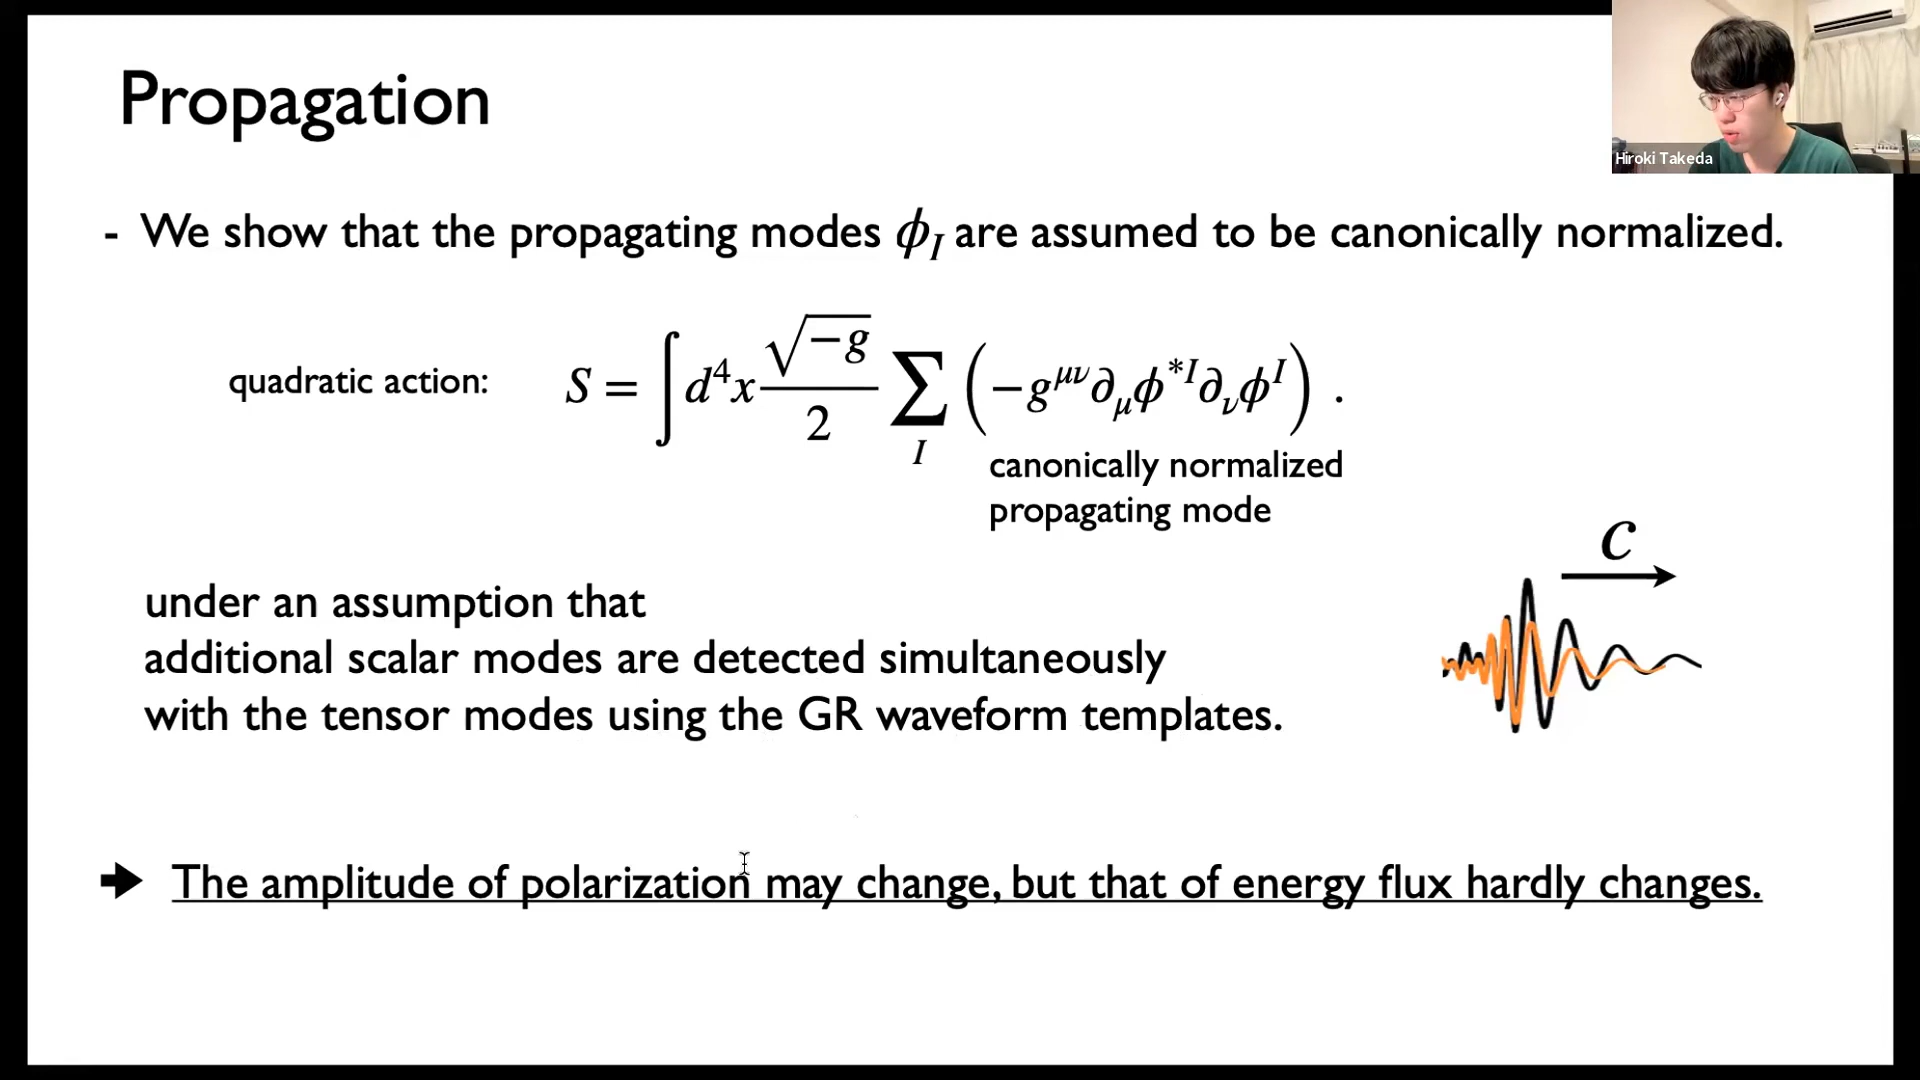 Propagation
Hiroki Takeda
- We show that the propagating modes ϕ_I are assumed to be canonically normalized.
quadratic action: S = ∫ d⁴x √−g / 2 ∑_I ( −g^{μν} ∂_μ ϕ^{*I} ∂_ν ϕ^I ) .
canonically normalized
propagating mode
c
under an assumption that
additional scalar modes are detected simultaneously
with the tensor modes using the GR waveform templates.
The amplitude of polarization may change, but that of energy flux hardly changes.